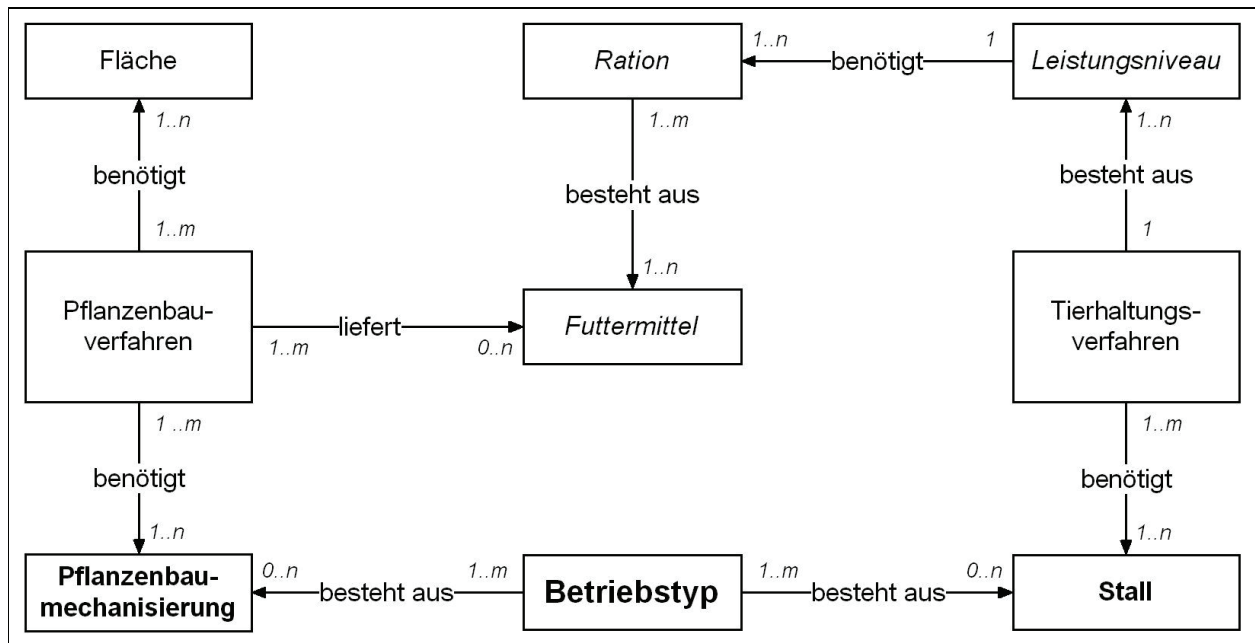 Fläche
Ration
Leistungsniveau
1..n
benötigt
1
1..n
1..m
1..n
benötigt
besteht aus
besteht aus
1..m
1..n
1
Pflanzenbau-
verfahren
liefert
1..m
0..n
Futtermittel
Tierhaltungs-
verfahren
1 ..m
1..m
benötigt
benötigt
1..n
1..n
Pflanzenbau-
mechanisierung
0..n
besteht aus
1..m
Betriebstyp
1..m
besteht aus
0..n
Stall